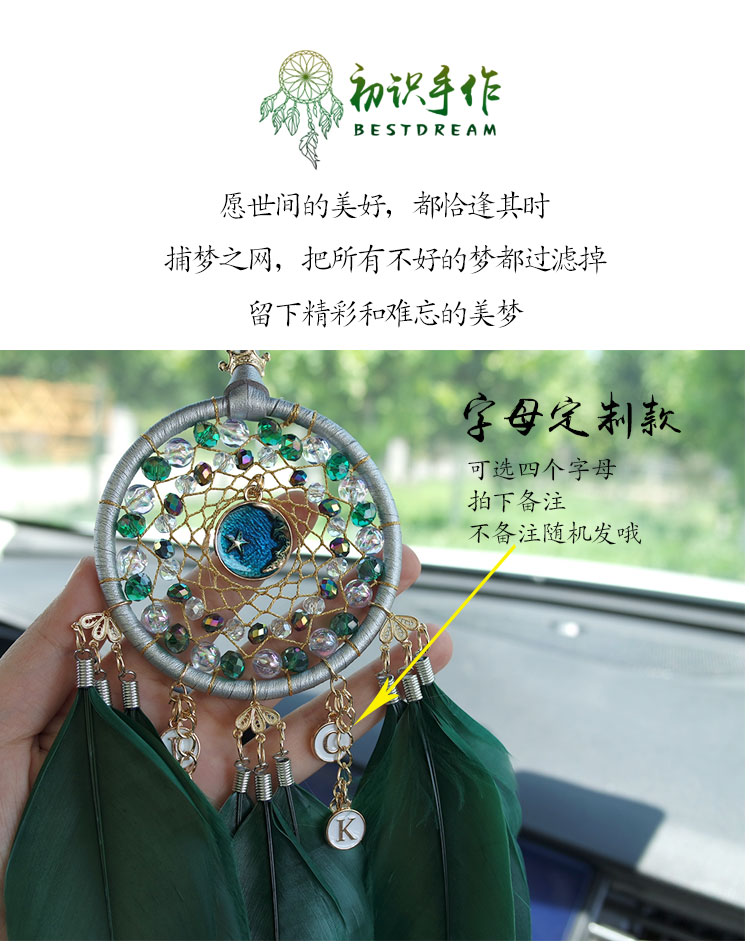 初识手作
BESTDREAM
愿世间的美好，都恰逢其时
捕梦之网，把所有不好的梦都过滤掉
留下精彩和难忘的美梦
字母定制款
可选四个字母
拍下备注
不备注随机发哦
K